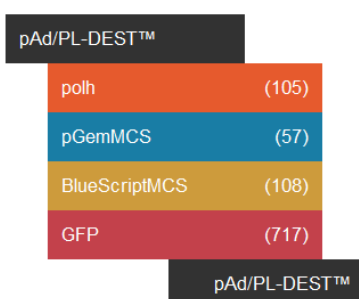 pAd/PL-DEST™
polh (105)
pGemMCS (57)
BlueScriptMCS (108)
GFP (717)
pAd/PL-DEST™